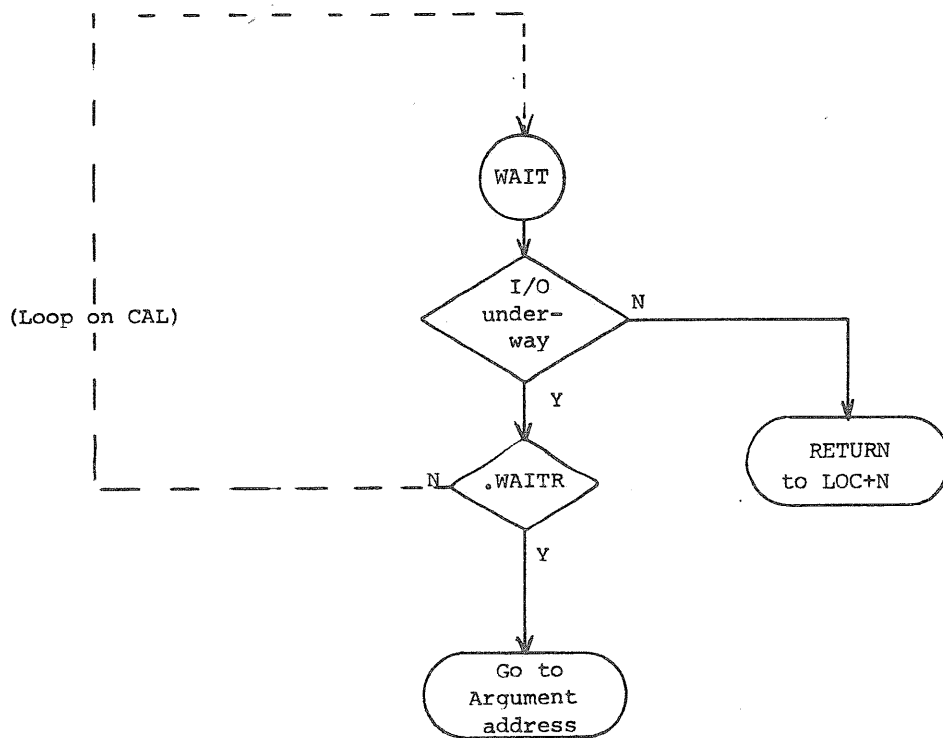 WAIT
I/O
under-
way
N
(Loop on CAL)
Y
RETURN
to LOC+N
N
.WAITR
Y
Go to
Argument
address